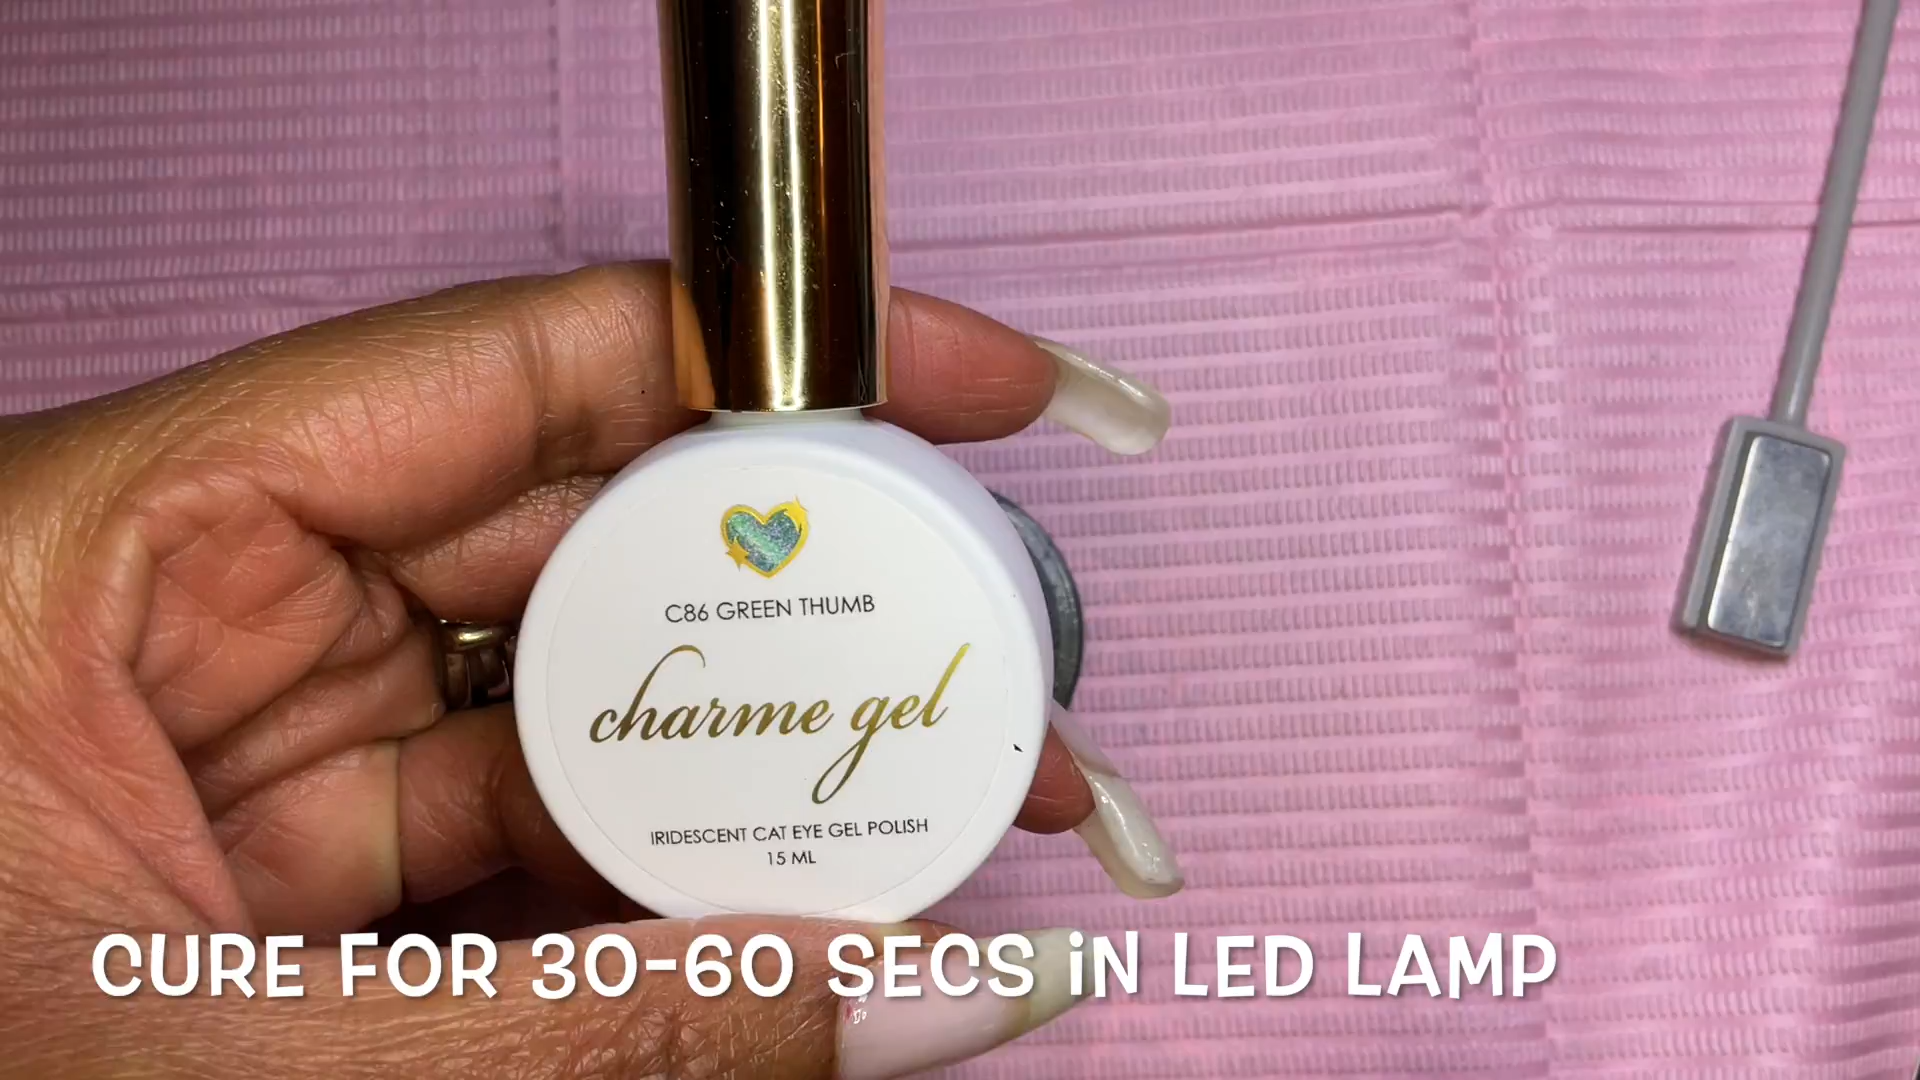 C86 GREEN THUMB
charme gel
IRIDESCENT CAT EYE GEL POLISH
15 ML
CURE FOR 30-60 SECS iN LED LAMP